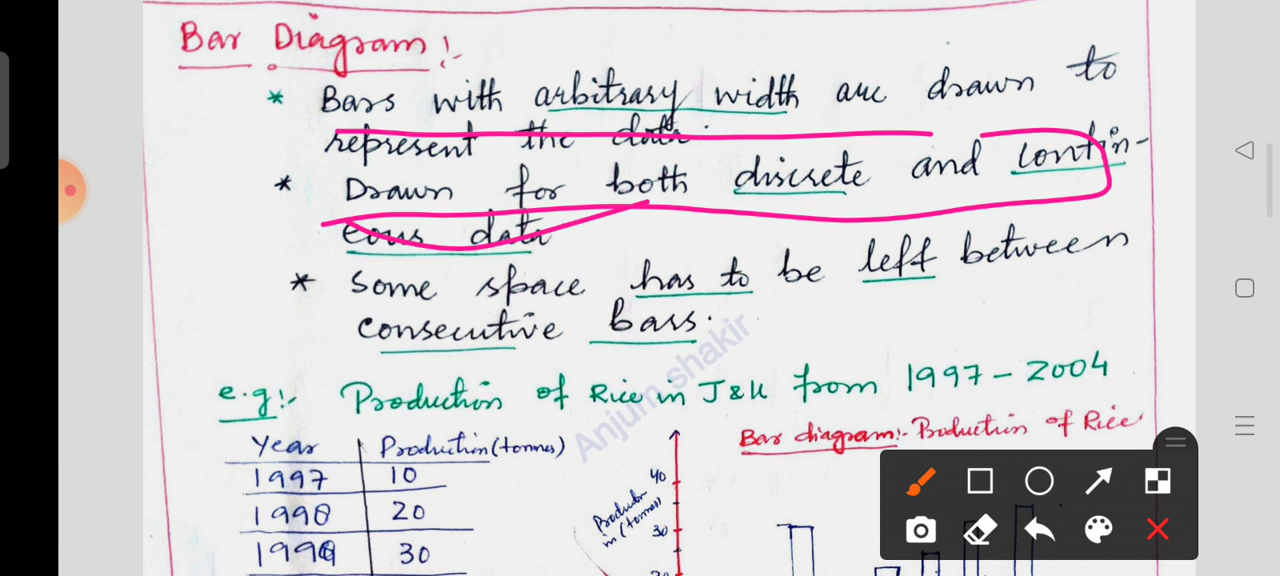 Bar Diagram:-
* Bars with arbitrary width are drawn to
represent the data.
* Drawn for both discrete and contin-
eous data
* Some space has to be left between
consecutive bars.
Anjum shakir
e.g:- Production of Rice in J&K from 1997-2004
Year Production (tonnes)
1997 10
1998 20
1999 30
Bar diagram:- Production of Rice
Production
in (tonnes)
40
30
20